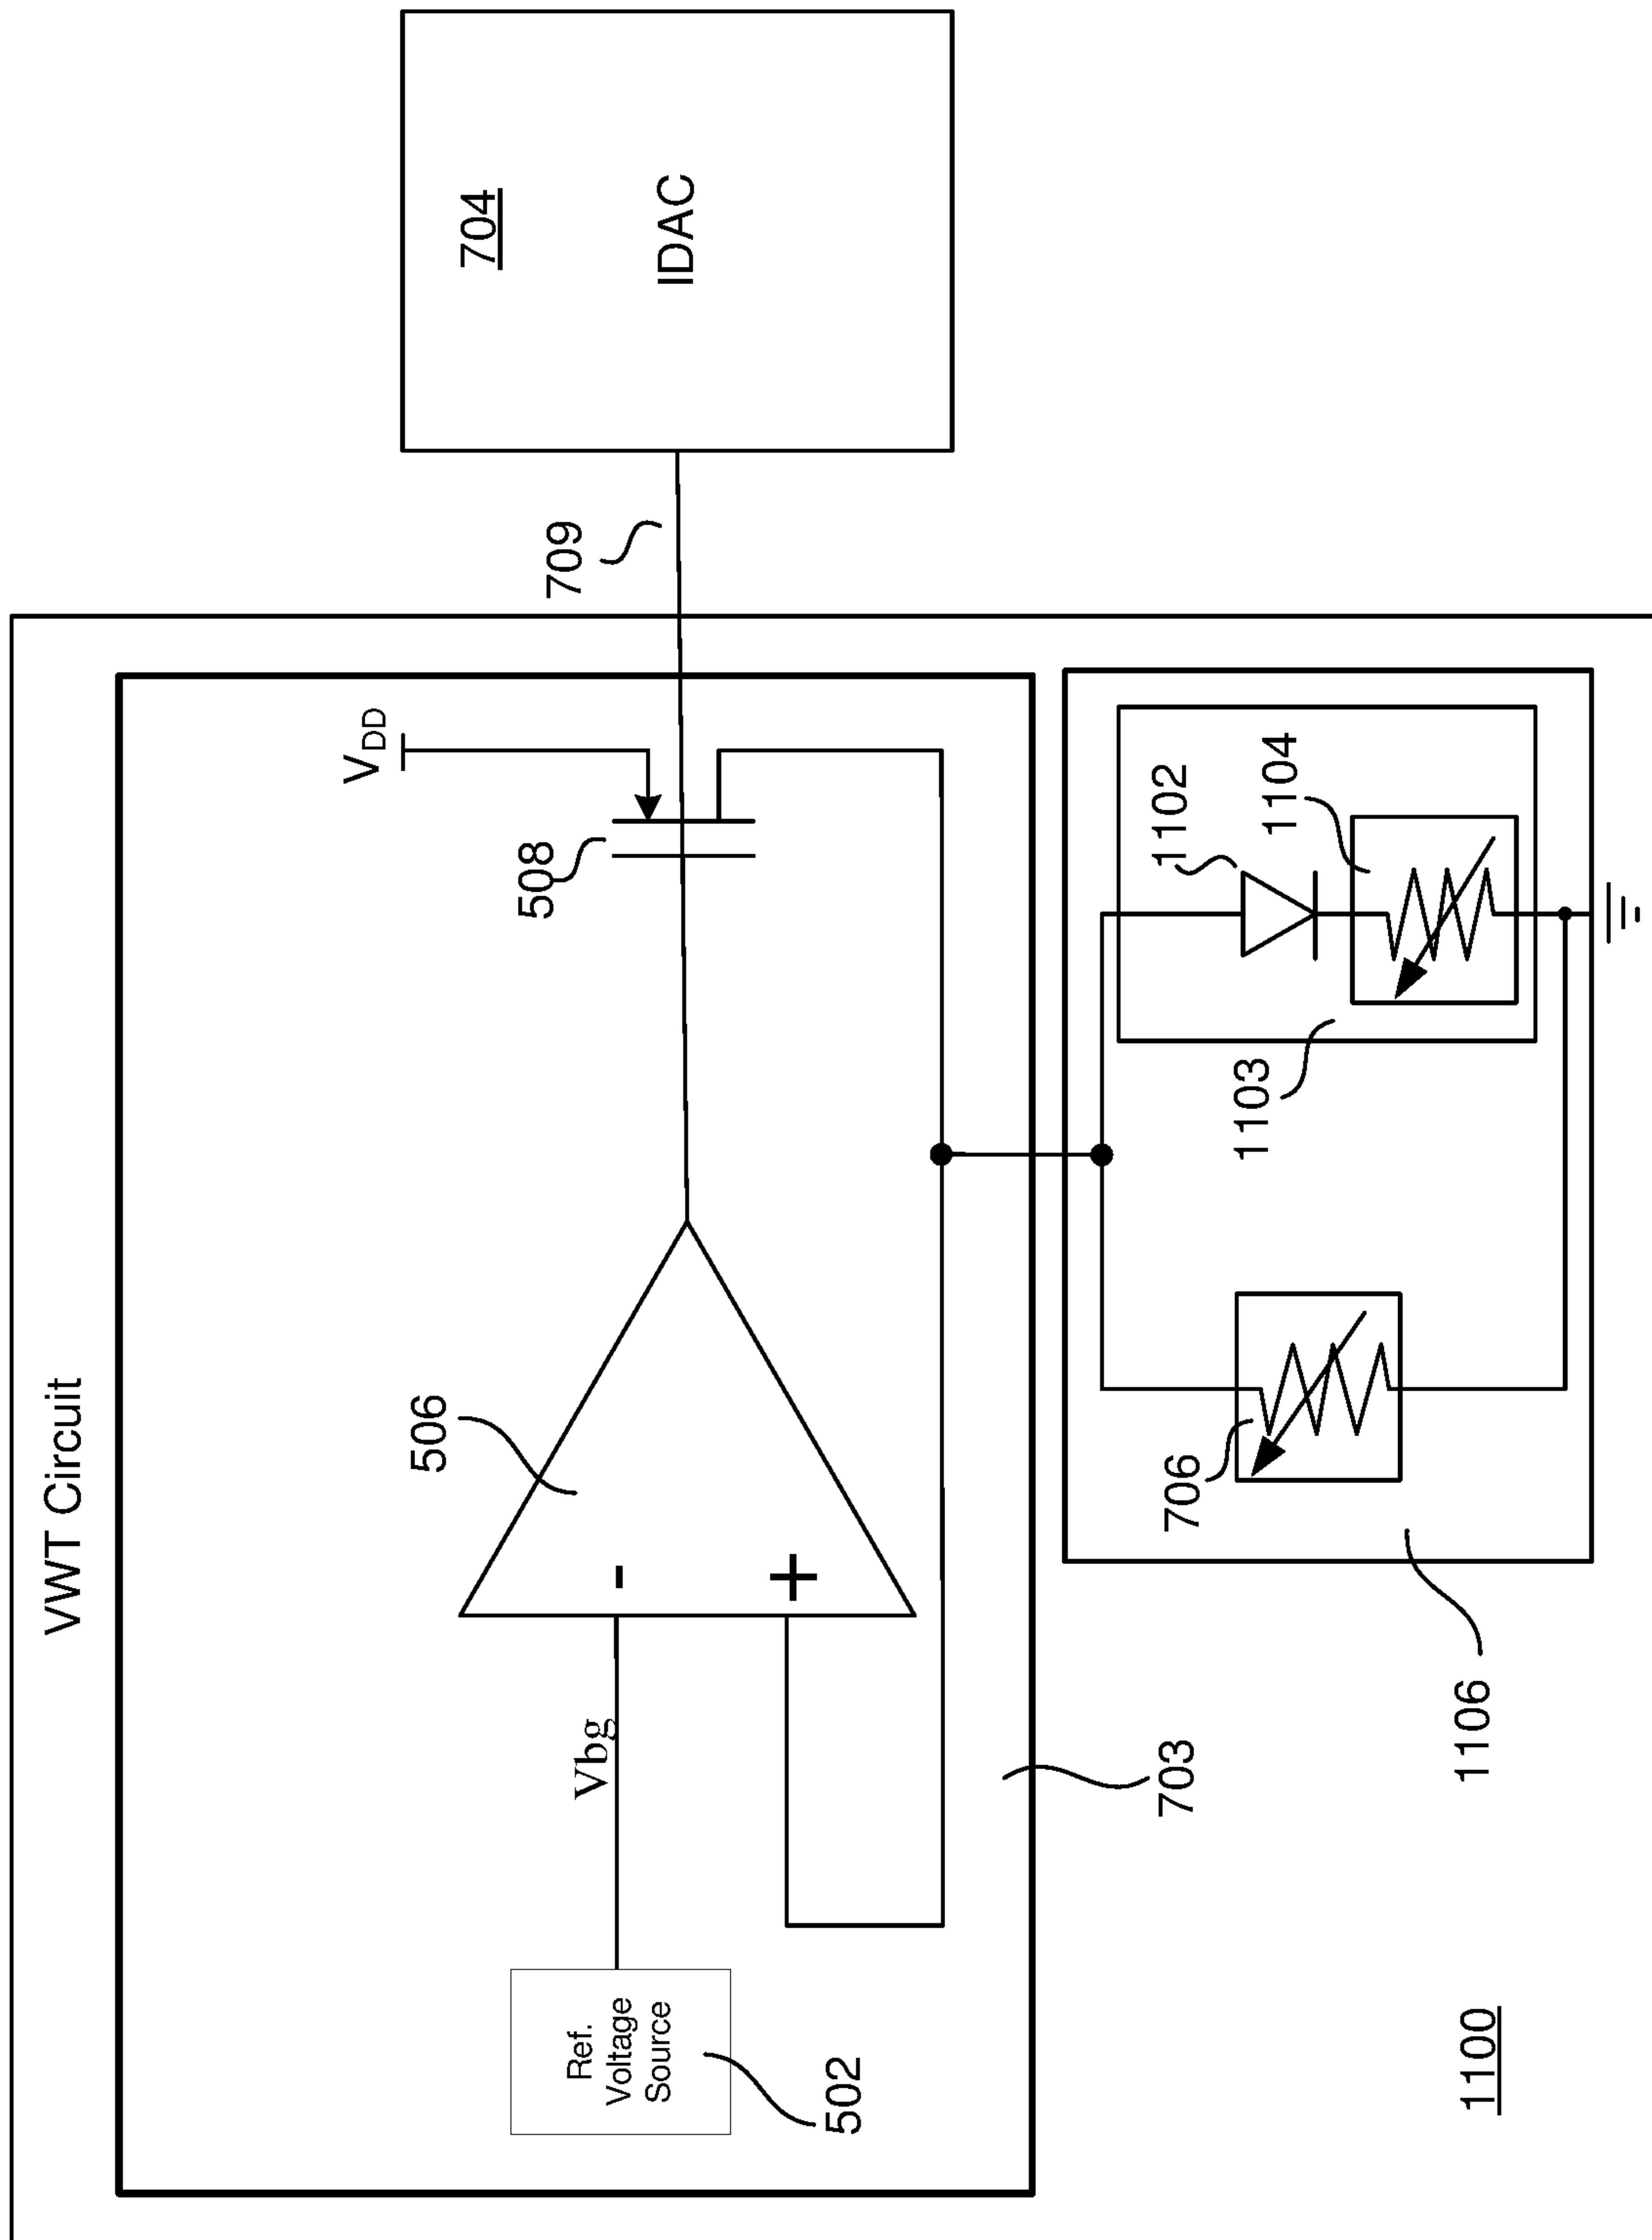 VWT Circuit
704
IDAC
709
V_DD
508
506
-
+
Vbg
Ref.
Voltage
Source
502
703
1102
1104
1103
706
1106
1100